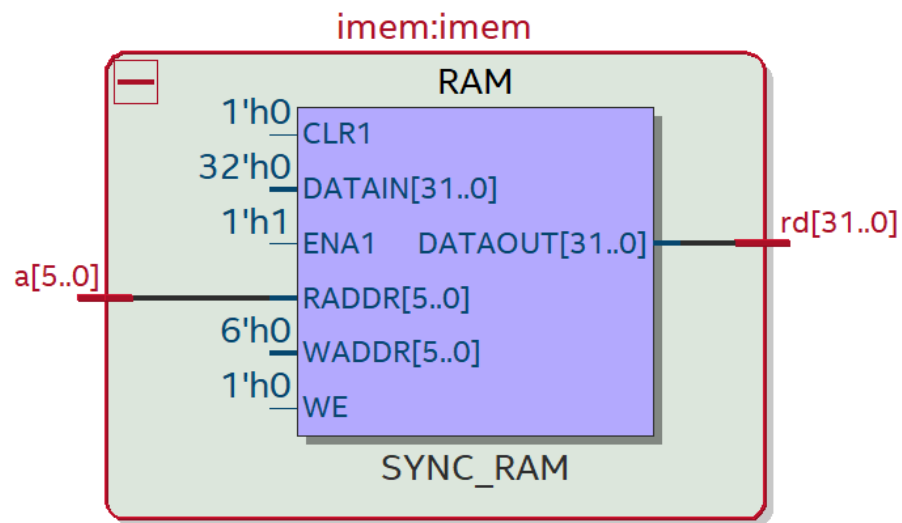 imem:imem
RAM
1'h0
CLR1
32'h0
DATAIN[31..0]
1'h1
ENA1
DATAOUT[31..0]
rd[31..0]
a[5..0]
RADDR[5..0]
6'h0
WADDR[5..0]
1'h0
WE
SYNC_RAM